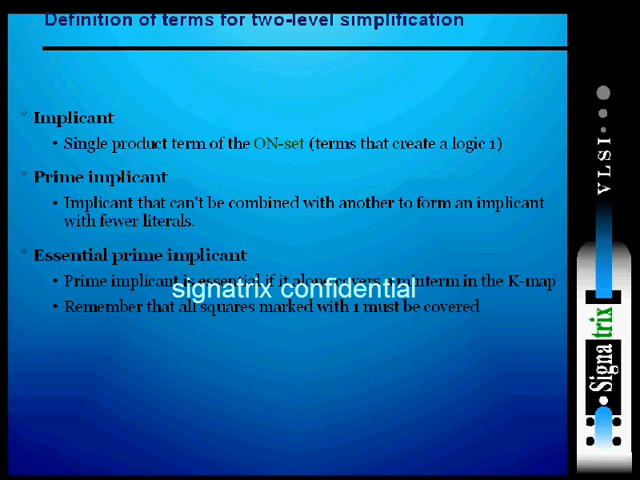 Definition of terms for two-level simplification
° Implicant
• Single product term of the ON-set (terms that create a logic 1)
° Prime implicant
• Implicant that can't be combined with another to form an implicant
with fewer literals.
° Essential prime implicant
• Prime implicant is essential if it alone covers a minterm in the K-map
signatrix confidential
• Remember that all squares marked with 1 must be covered
VLSI
Signatrix